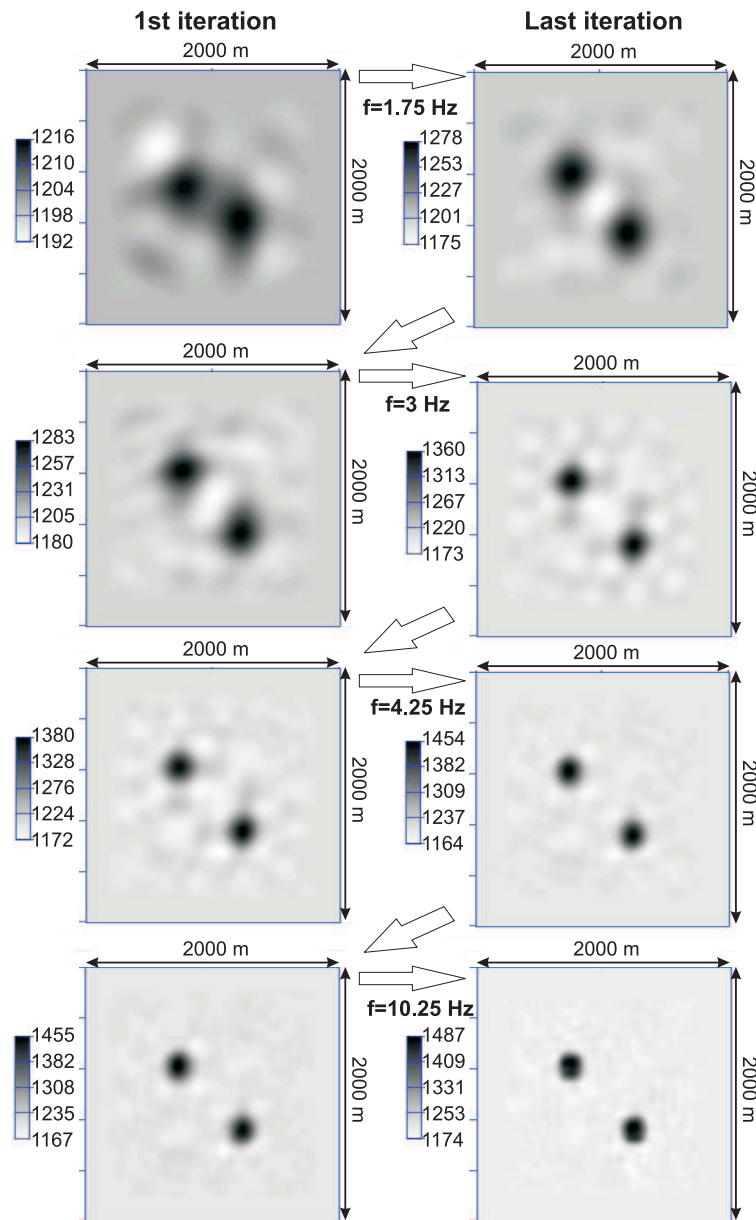 1st iteration
Last iteration
2000 m
2000 m
f=1.75 Hz
1216
1210
1204
1198
1192
2000 m
1278
1253
1227
1201
1175
2000 m
2000 m
2000 m
f=3 Hz
1283
1257
1231
1205
1180
2000 m
1360
1313
1267
1220
1173
2000 m
2000 m
2000 m
f=4.25 Hz
1380
1328
1276
1224
1172
2000 m
1454
1382
1309
1237
1164
2000 m
2000 m
2000 m
f=10.25 Hz
1455
1382
1308
1235
1167
2000 m
1487
1409
1331
1253
1174
2000 m